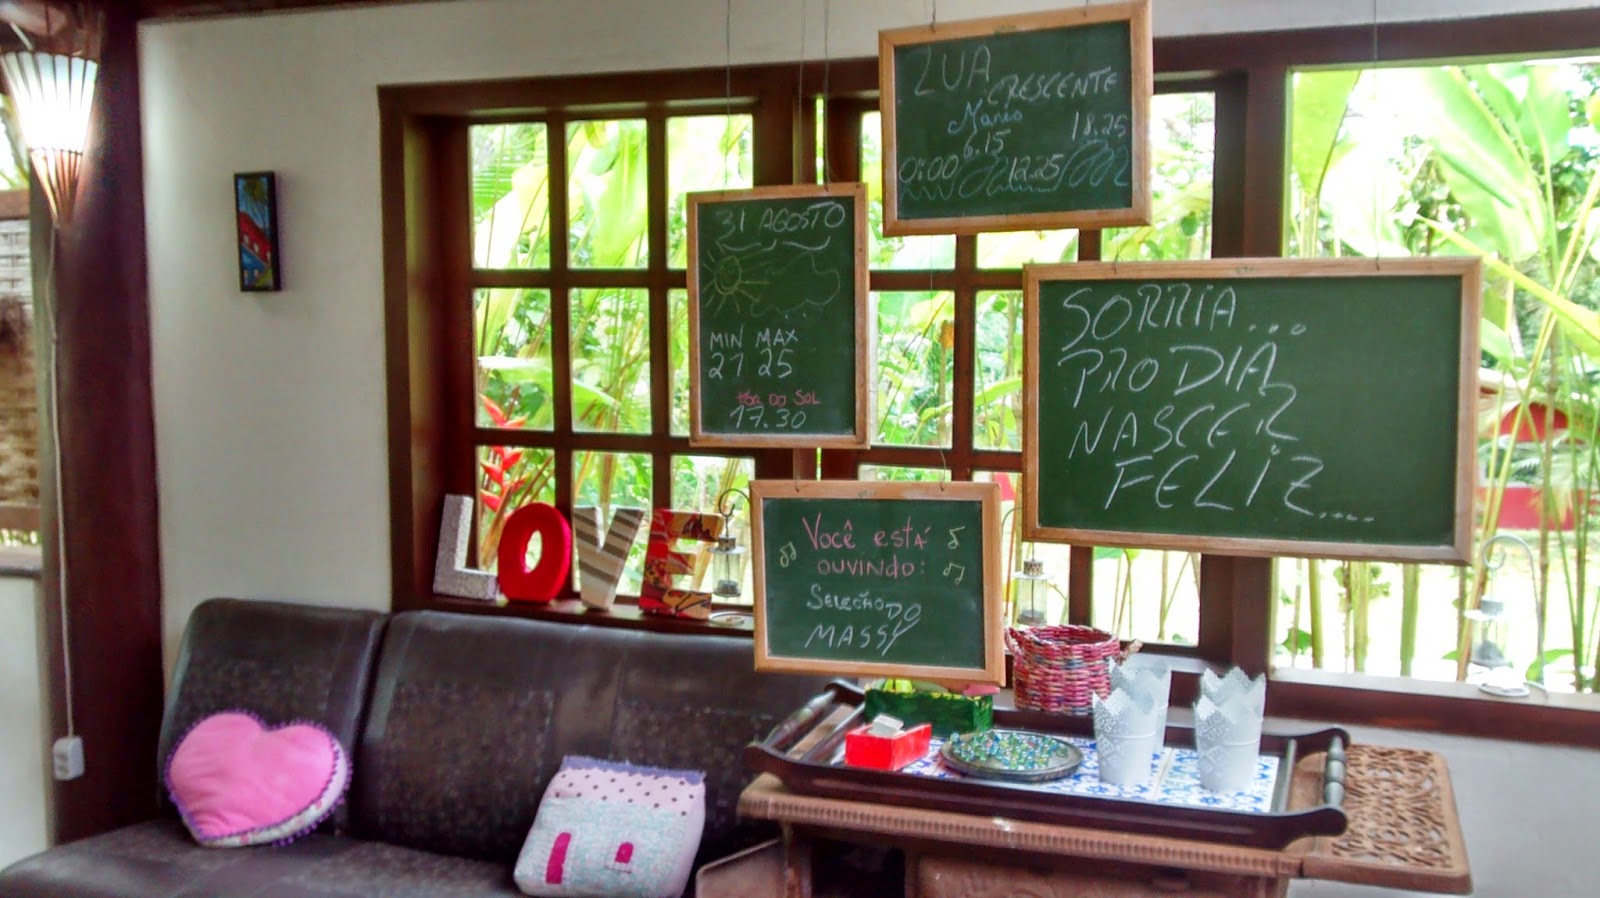 LUA
CRESCENTE
Marés
6.15 18.25
0:00 12.25
31 AGOSTO
MIN MAX
21 25
PÔR DO SOL
17.30
SORRIA...
PRO DIA
NASCER
FELIZ....
Você está
ouvindo:
SELEÇÃO DO
MASSY
LOVE